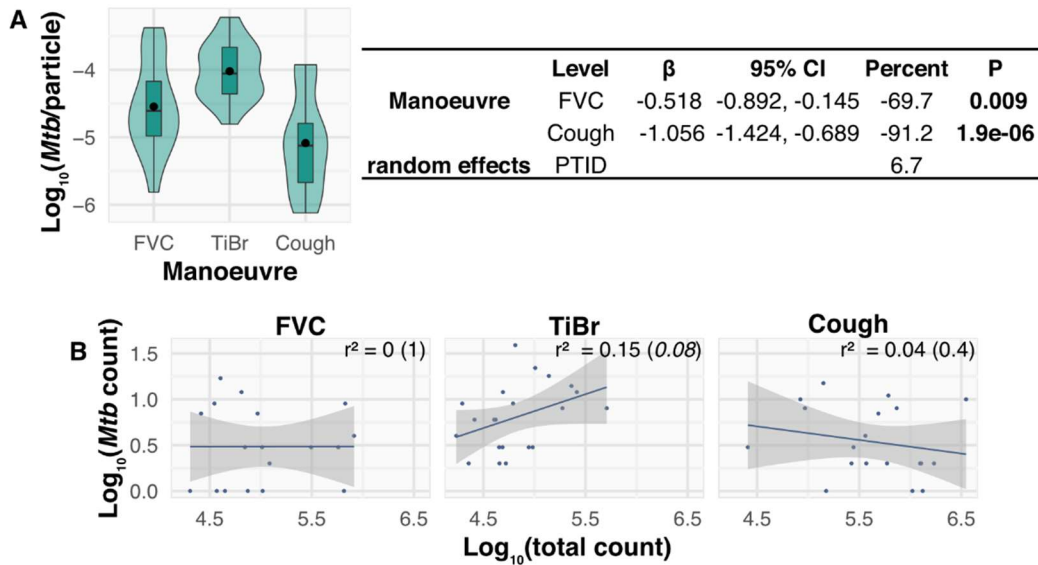 A
Log₁₀(Mtb/particle)
−4
−5
−6
FVC TiBr Cough
Manoeuvre
Level β 95% CI Percent P
Manoeuvre FVC -0.518 -0.892, -0.145 -69.7 0.009
Cough -1.056 -1.424, -0.689 -91.2 1.9e-06
random effects PTID 6.7
B
FVC TiBr Cough
r² = 0 (1) r² = 0.15 (0.08) r² = 0.04 (0.4)
Log₁₀(Mtb count)
1.5
1.0
0.5
0.0
4.5 5.5 6.5 4.5 5.5 6.5 4.5 5.5 6.5
Log₁₀(total count)